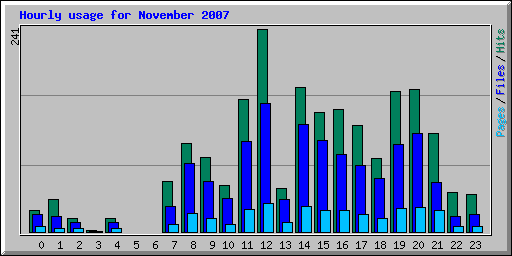 Hourly usage for November 2007
241
Pages/Files/Hits
0 1 2 3 4 5 6 7 8 9 10 11 12 13 14 15 16 17 18 19 20 21 22 23